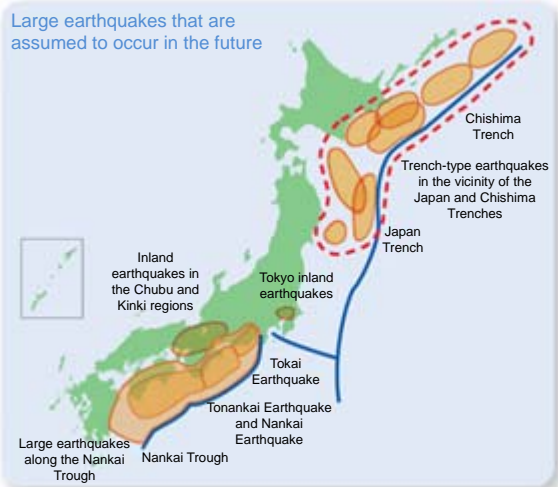 Large earthquakes that are
assumed to occur in the future
Chishima
Trench
Trench-type earthquakes
in the vicinity of the
Japan and Chishima
Trenches
Japan
Trench
Inland
earthquakes in
the Chubu and
Kinki regions
Tokyo inland
earthquakes
Tokai
Earthquake
Tonankai Earthquake
and Nankai
Earthquake
Large earthquakes
along the Nankai
Trough
Nankai Trough